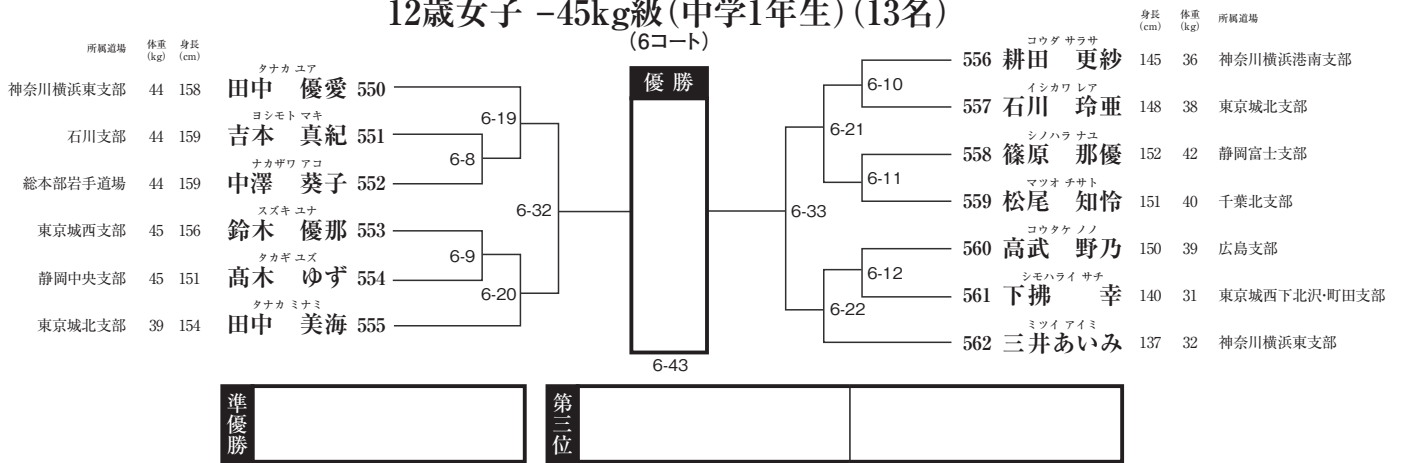 12歳女子 −45kg級（中学1年生）（13名）
（6コート）
所属道場 体重(kg) 身長(cm)
タナカ ユア
神奈川横浜東支部 44 158 田中 優愛 550
ヨシモト マキ
石川支部 44 159 吉本 真紀 551
ナカザワ アコ
総本部岩手道場 44 159 中澤 葵子 552
スズキ ユナ
東京城西支部 45 156 鈴木 優那 553
タカギ ユズ
静岡中央支部 45 151 髙木 ゆず 554
タナカ ミナミ
東京城北支部 39 154 田中 美海 555
6-19
6-8
6-32
6-9
6-20
優勝
6-43
身長(cm) 体重(kg) 所属道場
コウダ サラサ
556 耕田 更紗 145 36 神奈川横浜港南支部
イシカワ レア
557 石川 玲亜 148 38 東京城北支部
シノハラ ナユ
558 篠原 那優 152 42 静岡富士支部
マツオ チサト
559 松尾 知怜 151 40 千葉北支部
コウタケ ノノ
560 高武 野乃 150 39 広島支部
シモハライ サチ
561 下拂 幸 140 31 東京城西下北沢・町田支部
ミツイ アイミ
562 三井あいみ 137 32 神奈川横浜東支部
6-10
6-21
6-11
6-33
6-12
6-22
準優勝
第三位